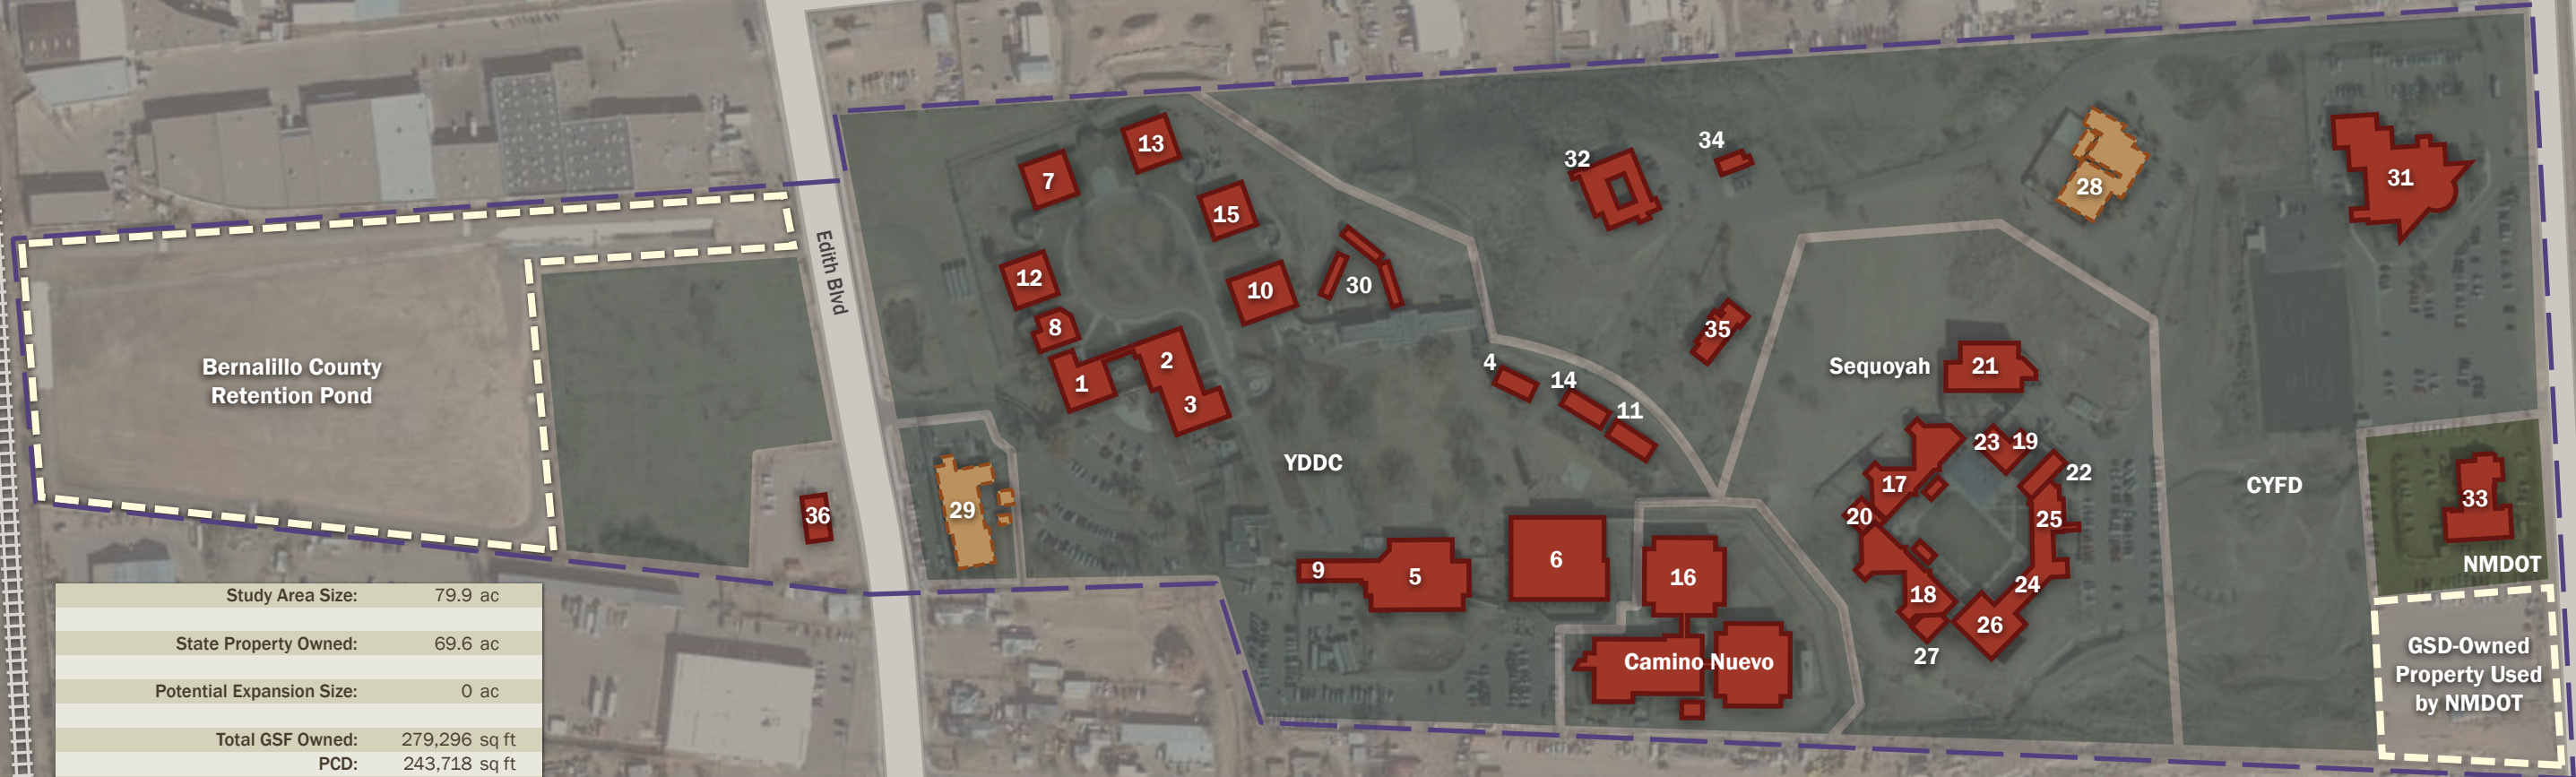 13
34
32
7
31
28
15
Edith Blvd
12
10
30
8
35
2
4
Sequoyah
21
Bernalillo County
Retention Pond
1
14
3
11
23
19
YDDC
22
17
CYFD
33
29
36
20
25
6
NMDOT
9
5
16
24
18
26
Camino Nuevo
27
GSD-Owned
Property Used
by NMDOT
Study Area Size: 79.9 ac
State Property Owned: 69.6 ac
Potential Expansion Size: 0 ac
Total GSF Owned: 279,296 sq ft
PCD: 243,718 sq ft